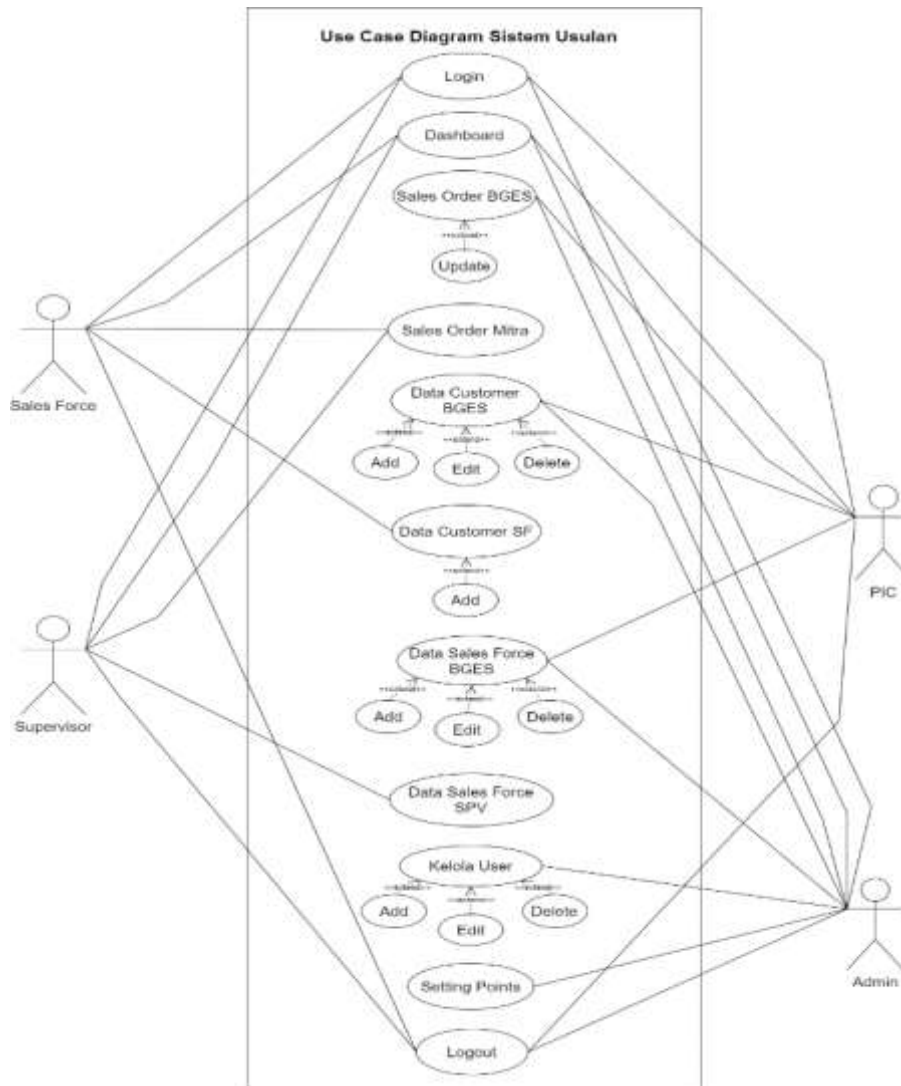 Use Case Diagram Sistem Usulan
Login
Dashboard
Sales Order BGES
Update
Sales Order Mitra
Sales Force
Data Customer
BGES
Add
Edit
Delete
Data Customer SF
Add
PIC
Supervisor
Data Sales Force
BGES
Add
Edit
Delete
Data Sales Force
SPV
Kelola User
Add
Edit
Delete
Setting Points
Admin
Logout